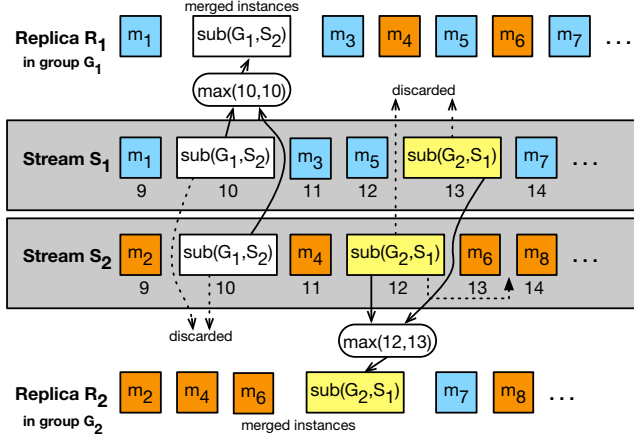 merged instances
Replica R1 m1 sub(G1,S2) m3 m4 m5 m6 m7 ...
in group G1
max(10,10)
discarded
Stream S1 m1 sub(G1,S2) m3 m5 sub(G2,S1) m7 ...
9 10 11 12 13 14
Stream S2 m2 sub(G1,S2) m4 sub(G2,S1) m6 m8 ...
9 10 11 12 13 14
discarded
max(12,13)
Replica R2 m2 m4 m6 sub(G2,S1) m7 m8 ...
in group G2
merged instances